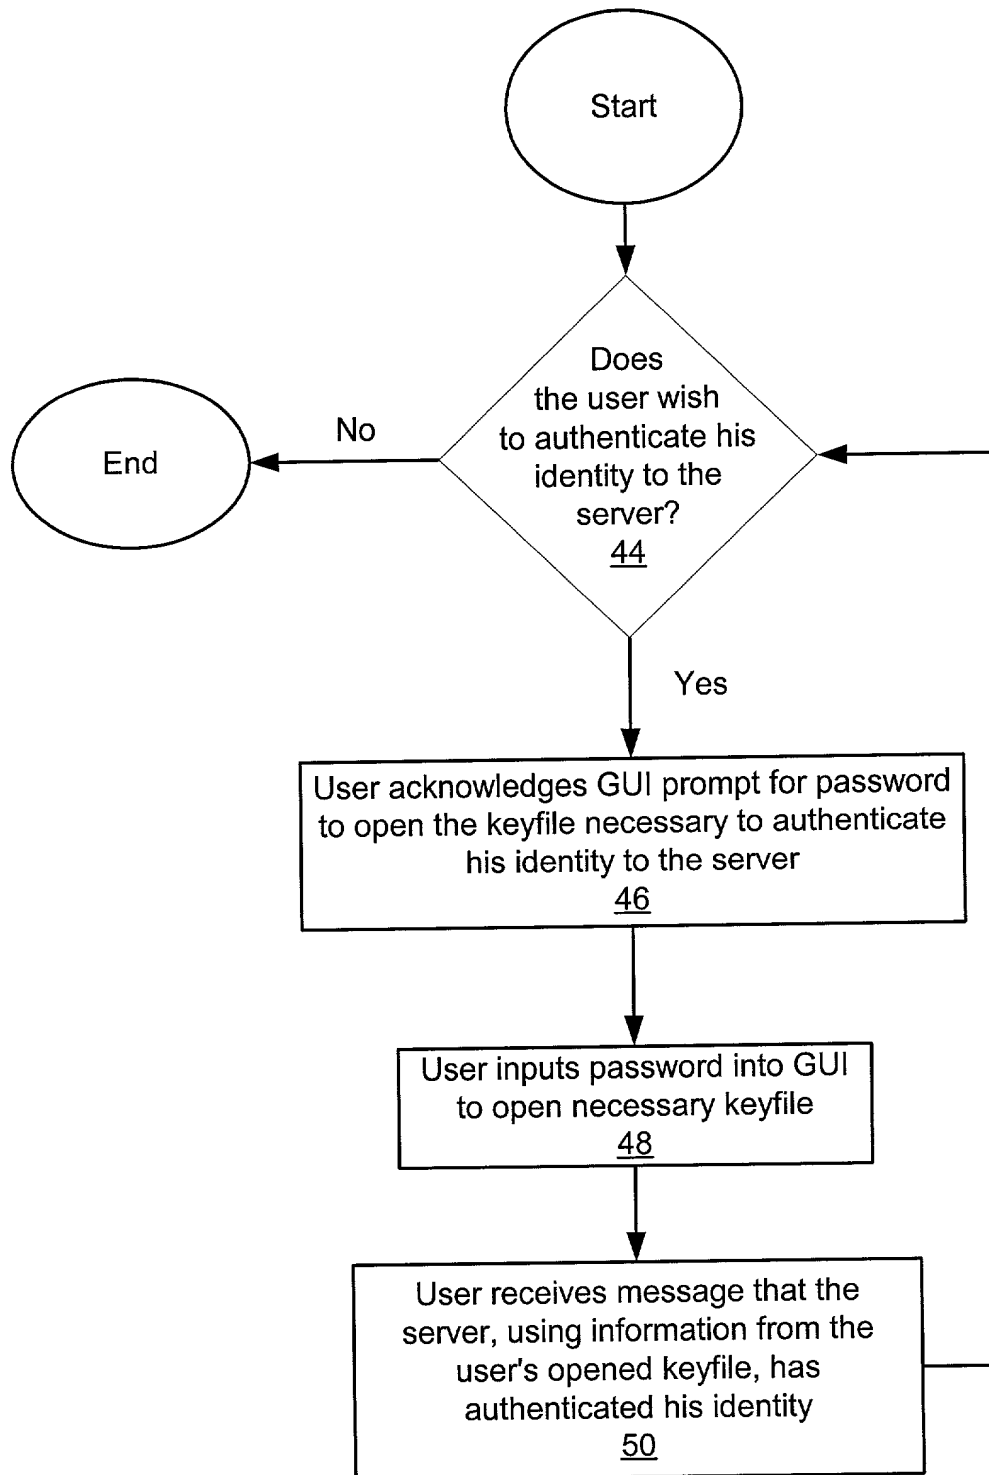 Start
Does
the user wish
to authenticate his
identity to the
server?
44
No
End
Yes
User acknowledges GUI prompt for password
to open the keyfile necessary to authenticate
his identity to the server
46
User inputs password into GUI
to open necessary keyfile
48
User receives message that the
server, using information from the
user's opened keyfile, has
authenticated his identity
50